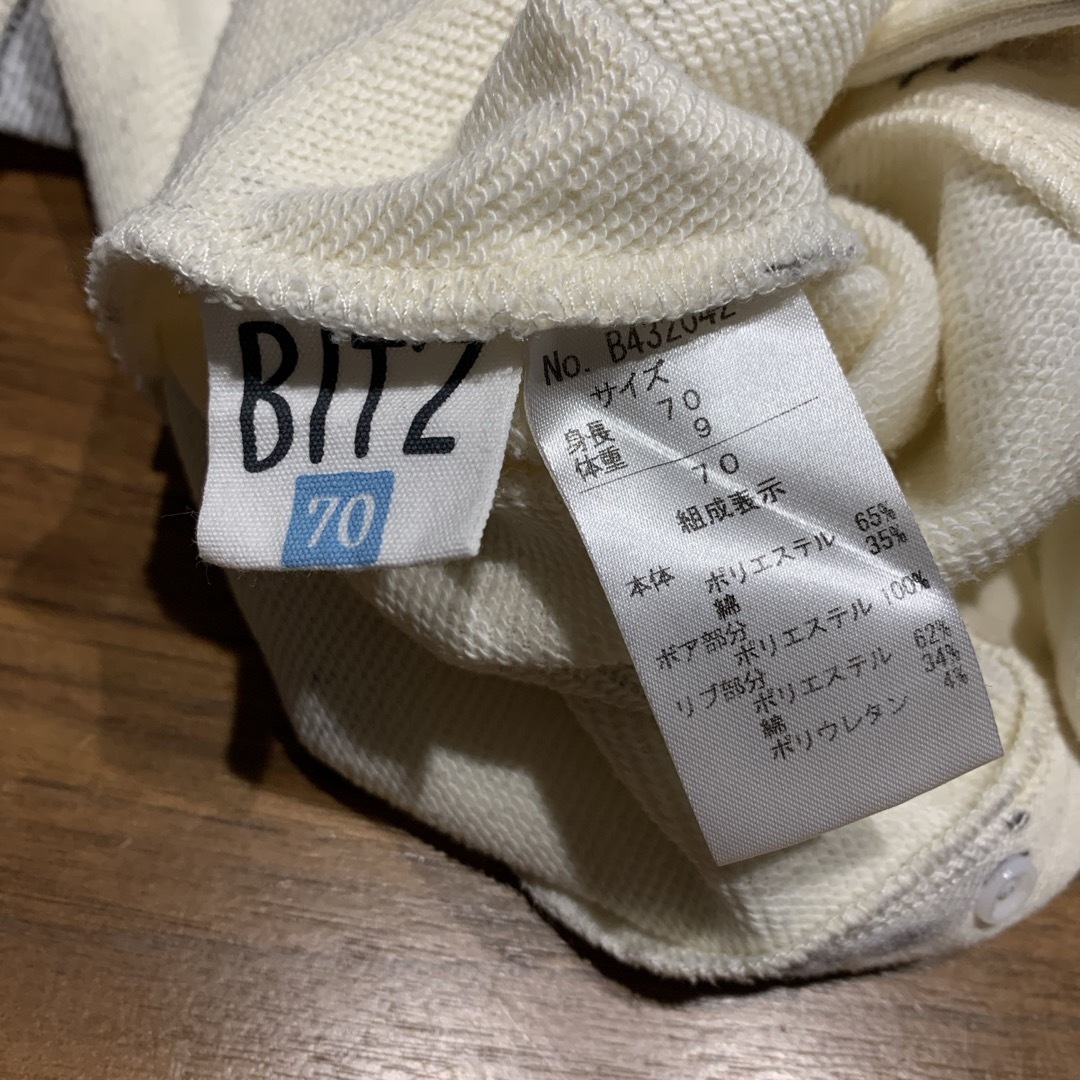 BIT'Z
70
No. B432042
サイズ
70
身長 9
体重 70
組成表示
本体 ポリエステル 65%
綿 35%
ボア部分
ポリエステル 100%
リブ部分
ポリエステル 62%
綿 34%
ポリウレタン 4%